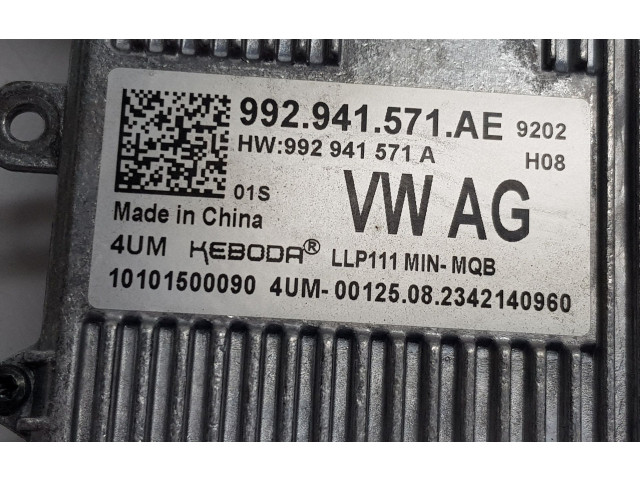 992.941.571.AE 9202
HW:992 941 571 A H08
01S VW AG
Made in China
4UM KEBODA® LLP111 MIN-MQB
10101500090 4UM-00125.08.2342140960